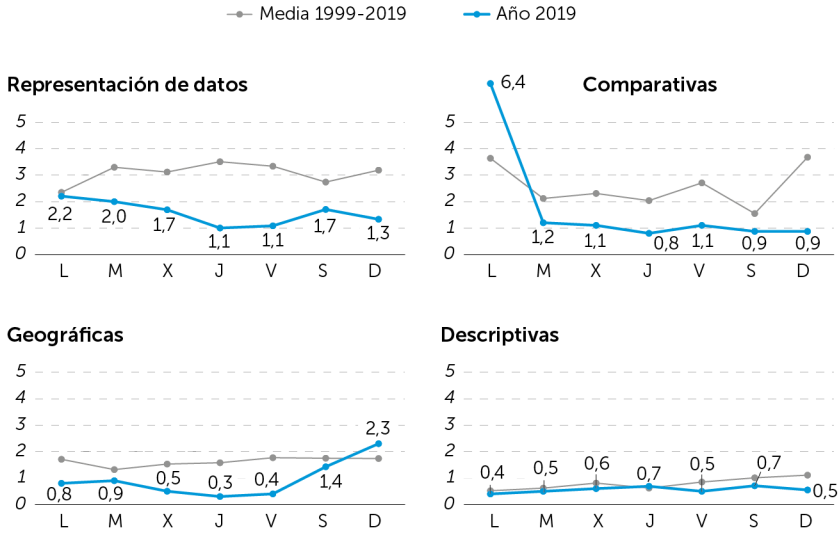 Media 1999-2019 Año 2019
Representación de datos
5
4
3
2
1
0
2,2 2,0 1,7 1,1 1,1 1,7 1,3
L M X J V S D
Comparativas
5
4
3
2
1
0
6,4 1,2 1,1 0,8 1,1 0,9 0,9
L M X J V S D
Geográficas
5
4
3
2
1
0
0,8 0,9 0,5 0,3 0,4 1,4 2,3
L M X J V S D
Descriptivas
5
4
3
2
1
0
0,4 0,5 0,6 0,7 0,5 0,7 0,5
L M X J V S D